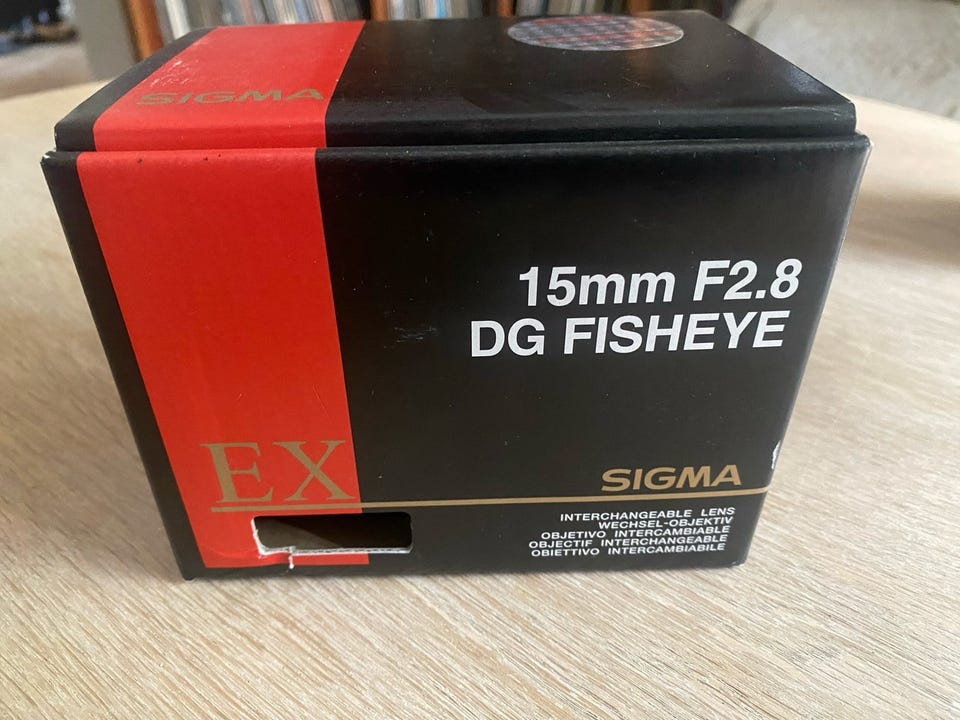 SIGMA
15mm F2.8
DG FISHEYE
EX
SIGMA
INTERCHANGEABLE LENS
WECHSEL-OBJEKTIV
OBJETIVO INTERCAMBIABLE
OBJECTIF INTERCHANGEABLE
OBIETTIVO INTERCAMBIABILE